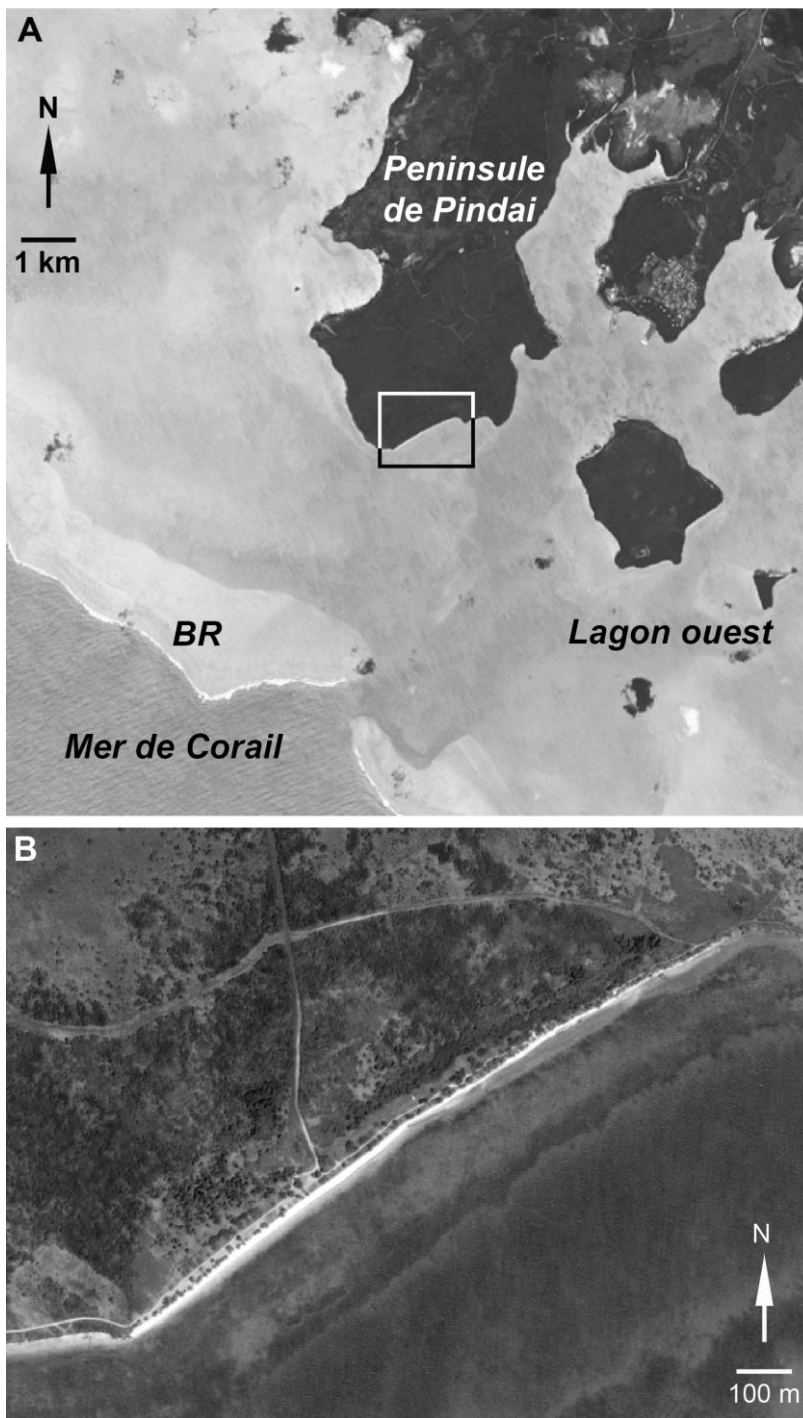 A
N
1 km
Peninsule
de Pindai
BR
Lagon ouest
Mer de Corail
B
N
100 m